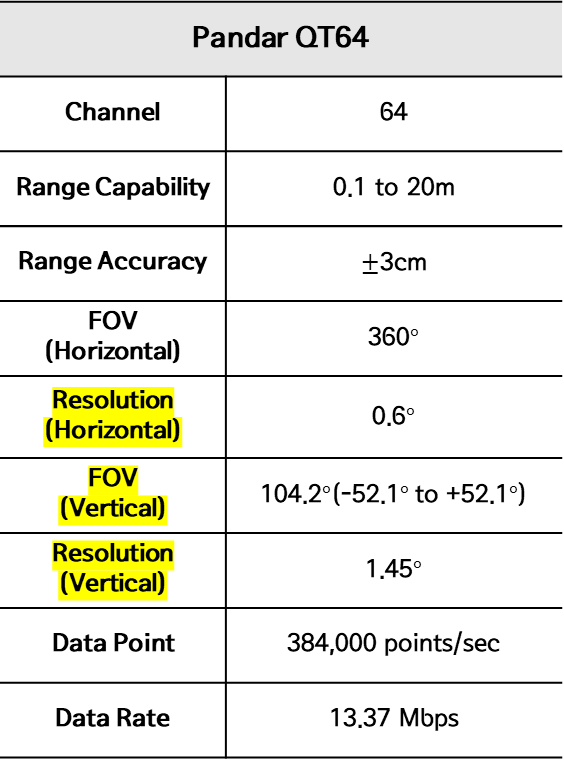 Pandar QT64
Channel
64
Range Capability
0.1 to 20m
Range Accuracy
±3cm
FOV
(Horizontal)
360°
Resolution
(Horizontal)
0.6°
FOV
(Vertical)
104.2°(-52.1° to +52.1°)
Resolution
(Vertical)
1.45°
Data Point
384,000 points/sec
Data Rate
13.37 Mbps